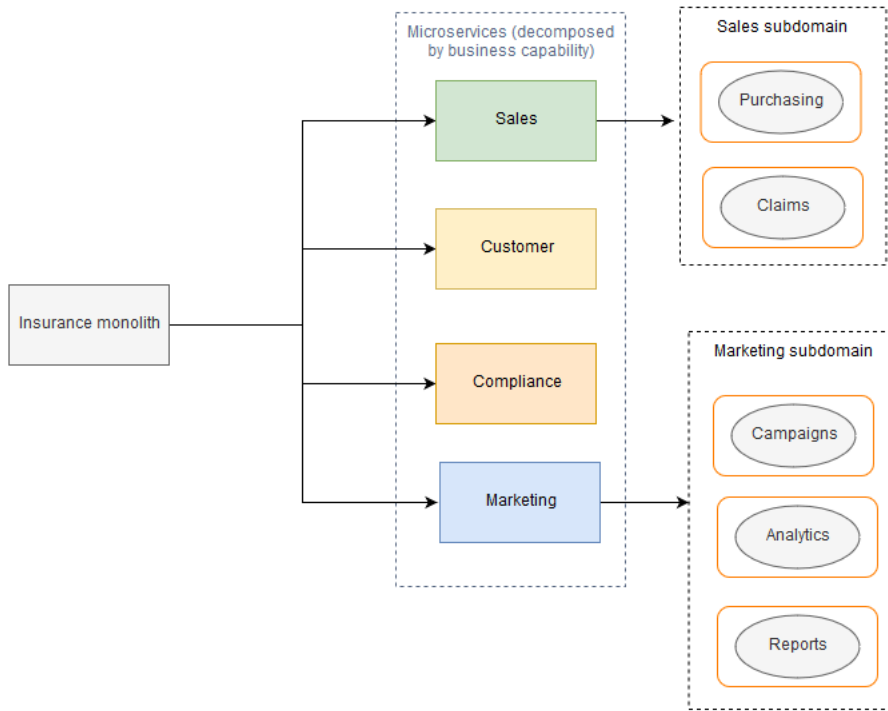 Insurance monolith
Microservices (decomposed
by business capability)
Sales
Customer
Compliance
Marketing
Sales subdomain
Purchasing
Claims
Marketing subdomain
Campaigns
Analytics
Reports